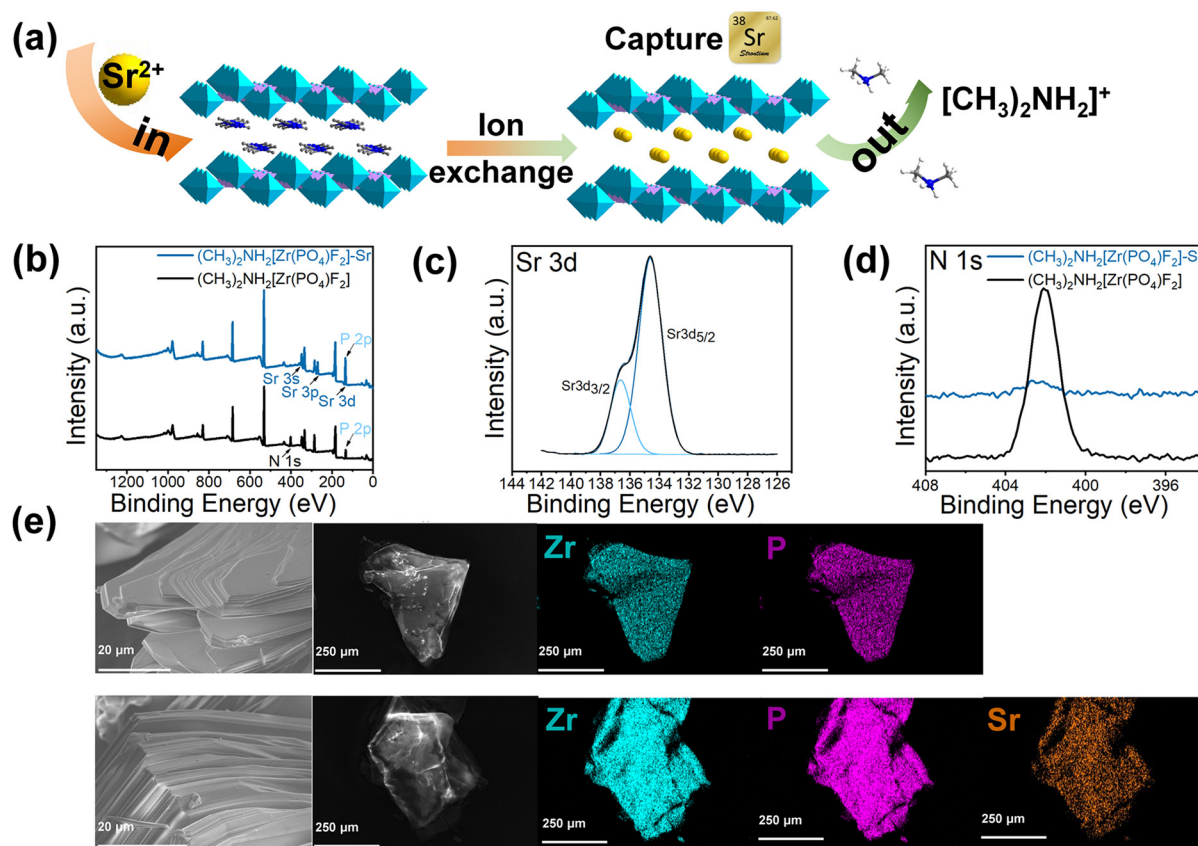 (a)
Sr2+
in
Ion
exchange
Capture
38
87.62
Sr
Strontium
out
[CH3)2NH2]+
(b)
(CH3)2NH2[Zr(PO4)F2]-Sr
(CH3)2NH2[Zr(PO4)F2]
P 2p
Sr 3s
Sr 3p
Sr 3d
P 2p
N 1s
Intensity (a.u.)
1200 1000 800 600 400 200 0
Binding Energy (eV)
(c)
Sr 3d
Sr3d5/2
Sr3d3/2
Intensity (a.u.)
144 142 140 138 136 134 132 130 128 126
Binding Energy (eV)
(d)
N 1s
(CH3)2NH2[Zr(PO4)F2]-S
(CH3)2NH2[Zr(PO4)F2]
Intensity (a.u.)
408 404 400 396
Binding Energy (eV)
(e)
20 μm
250 μm
Zr
250 μm
P
250 μm
20 μm
250 μm
Zr
250 μm
P
250 μm
Sr
250 μm